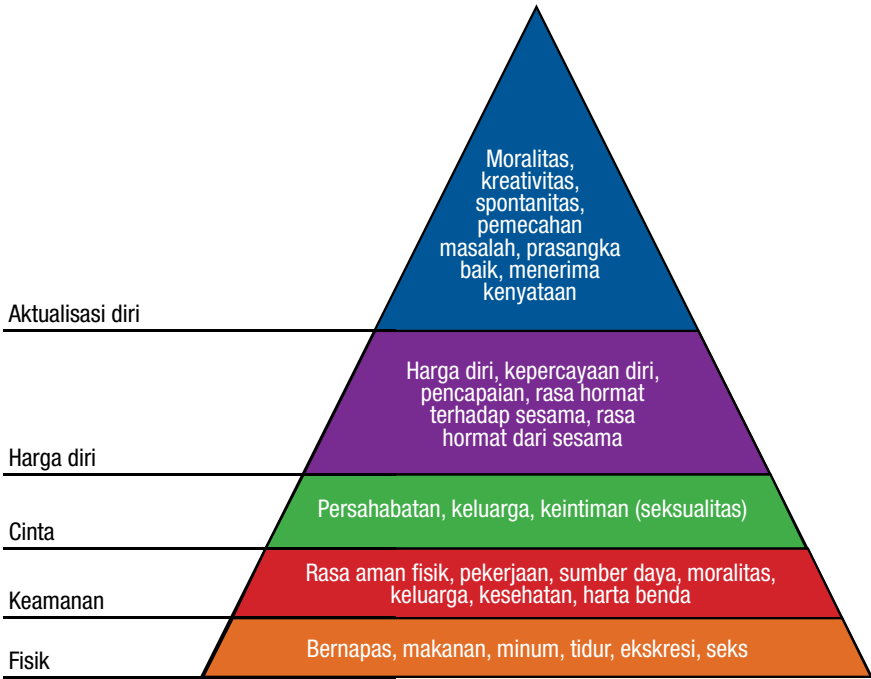 Moralitas,
kreativitas,
spontanitas,
pemecahan
masalah, prasangka
baik, menerima
kenyataan
Aktualisasi diri
Harga diri, kepercayaan diri,
pencapaian, rasa hormat
terhadap sesama, rasa
hormat dari sesama
Harga diri
Persahabatan, keluarga, keintiman (seksualitas)
Cinta
Rasa aman fisik, pekerjaan, sumber daya, moralitas,
keluarga, kesehatan, harta benda
Keamanan
Bernapas, makanan, minum, tidur, ekskresi, seks
Fisik